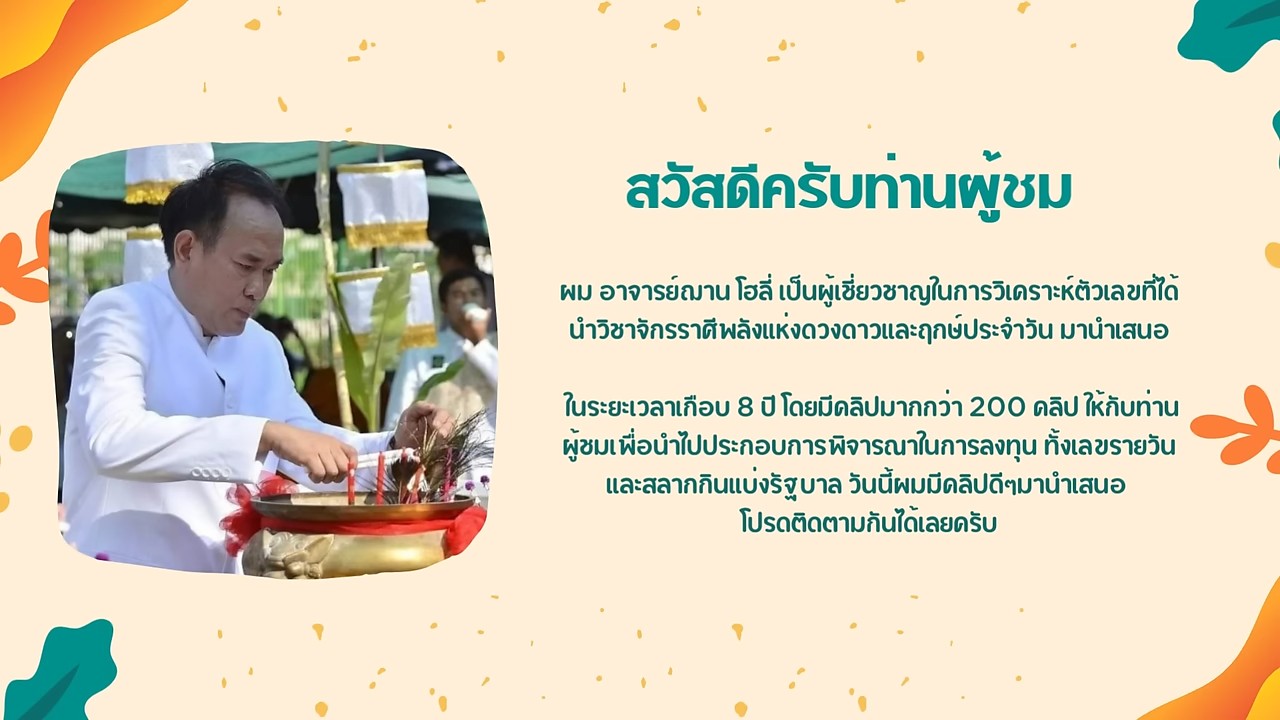 สวัสดีครับท่านผู้ชม
ผม อาจารย์ฌาน โฮลี่ เป็นผู้เชี่ยวชาญในการวิเคราะห์ตัวเลขที่ได้
นำวิชาจักรราศีพลังแห่งดวงดาวและฤกษ์ประจำวัน มานำเสนอ
ในระยะเวลาเกือบ 8 ปี โดยมีคลิปมากกว่า 200 คลิป ให้กับท่าน
ผู้ชมเพื่อนำไปประกอบการพิจารณาในการลงทุน ทั้งเลขรายวัน
และสลากกินแบ่งรัฐบาล วันนี้ผมมีคลิปดีๆมานำเสนอ
โปรดติดตามกันได้เลยครับ